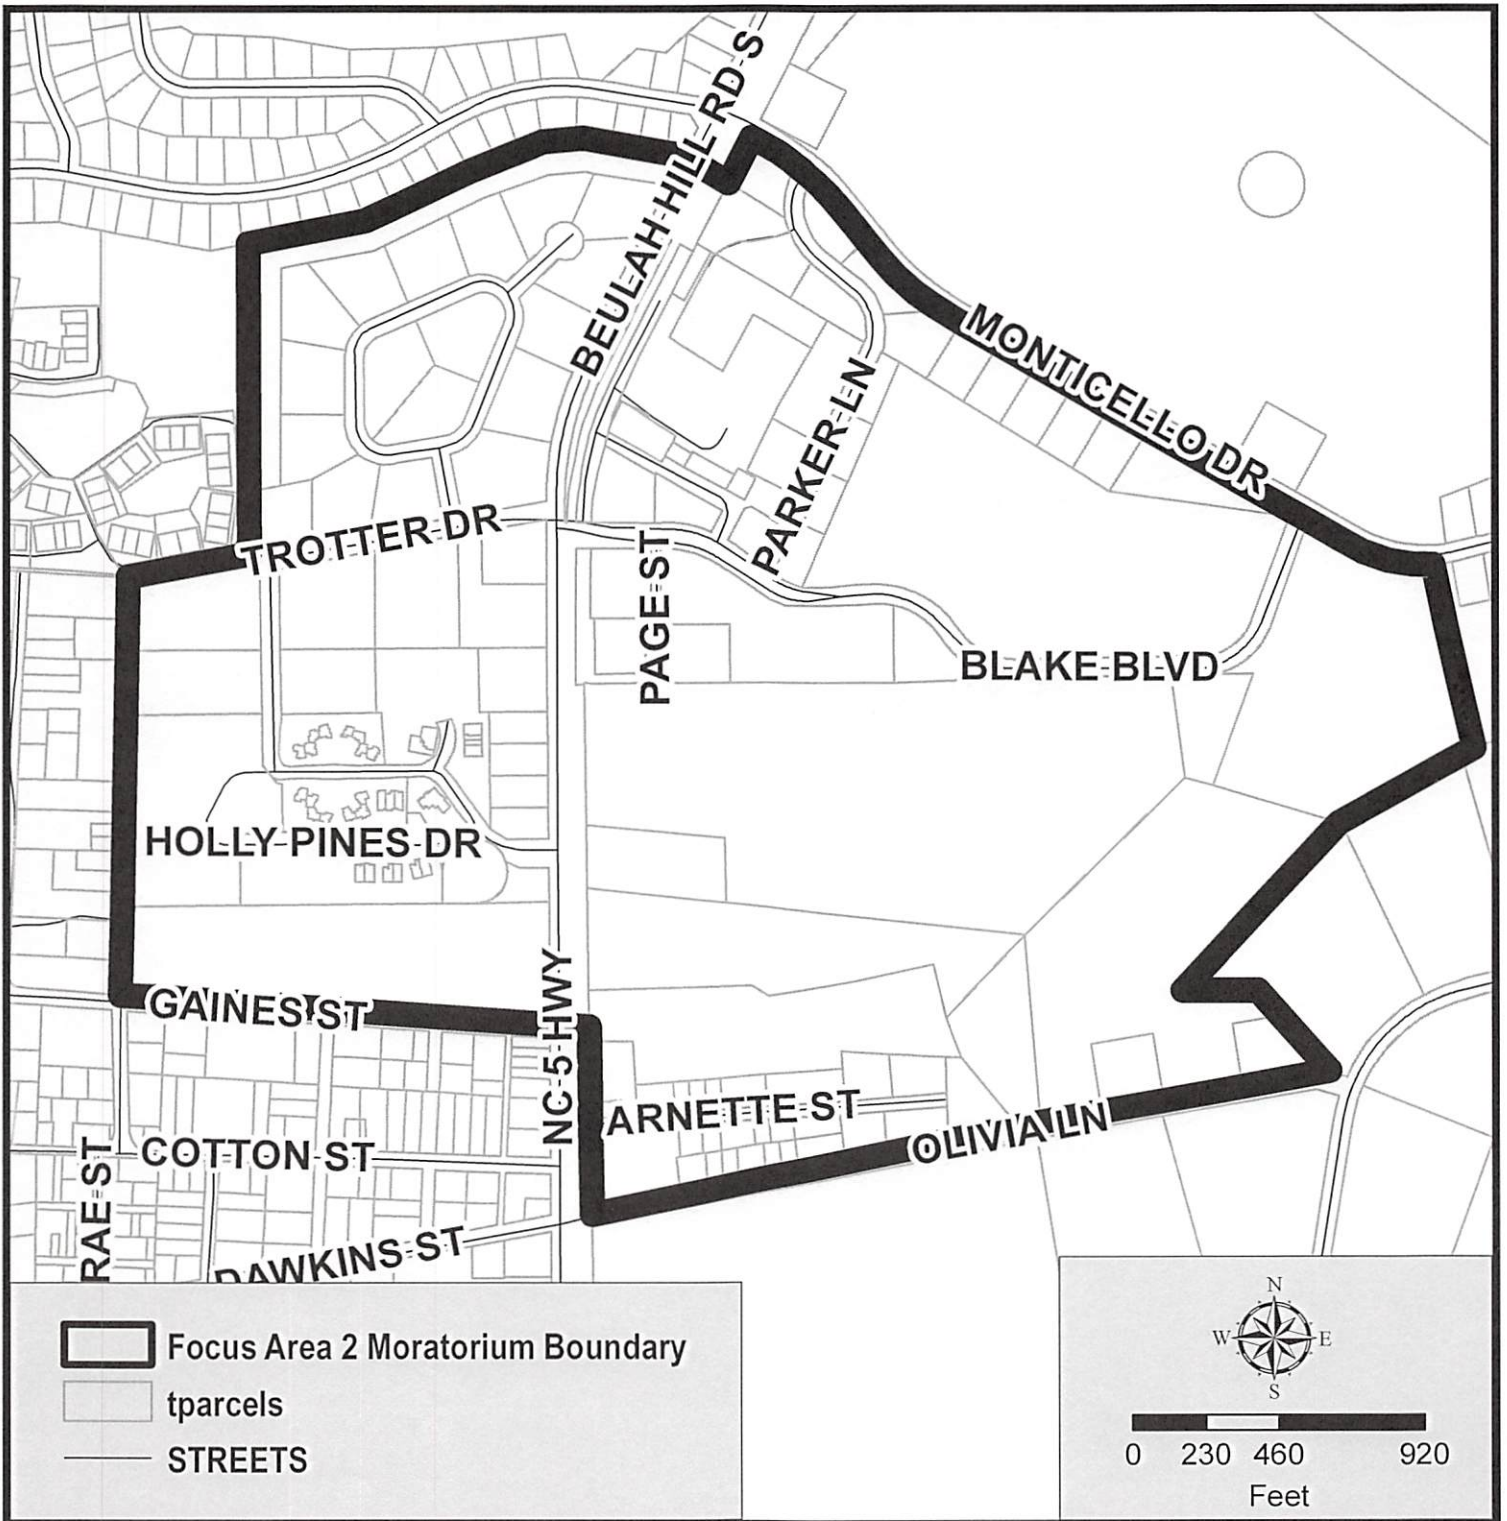 BEULAH HILL RD S
MONTICELLO DR
PARKER LN
TROTTER DR
PAGE ST
BLAKE BLVD
HOLLY PINES DR
NC 5 HWY
GAINES ST
ARNETTE ST
OLIVIA LN
COTTON ST
RAE ST
DAWKINS ST
Focus Area 2 Moratorium Boundary
tparcels
STREETS
N
W E
S
0 230 460 920
Feet